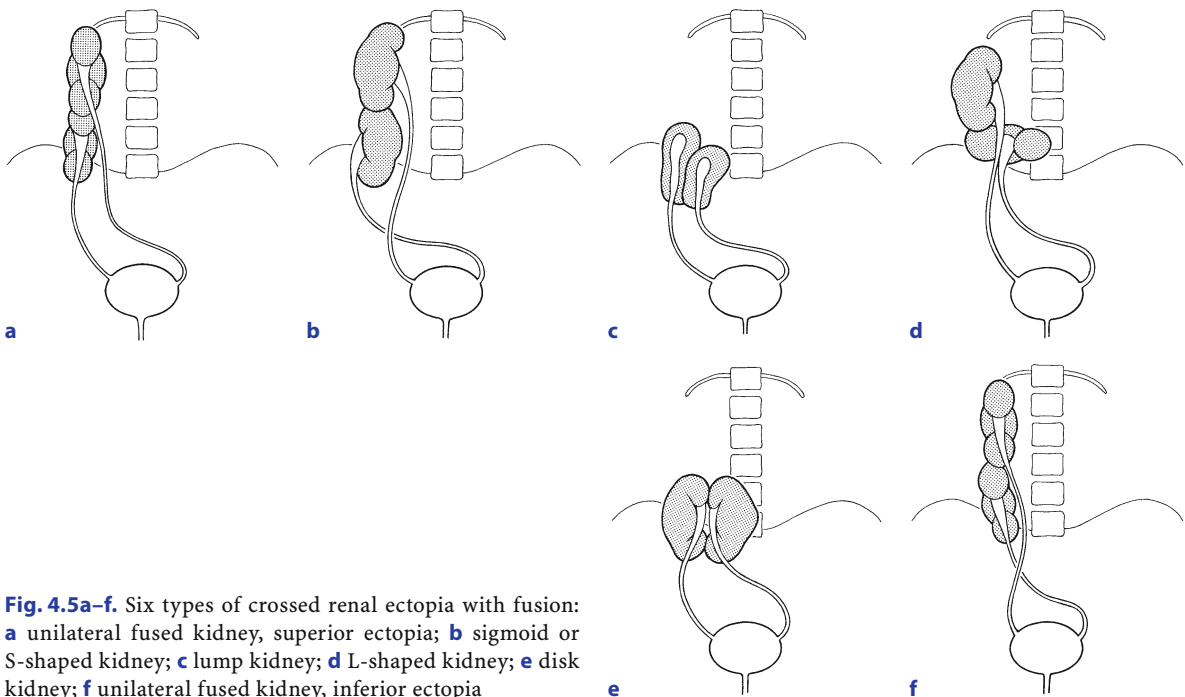 a
b
c
d
Fig. 4.5a–f. Six types of crossed renal ectopia with fusion:
a unilateral fused kidney, superior ectopia; b sigmoid or
S-shaped kidney; c lump kidney; d L-shaped kidney; e disk
kidney; f unilateral fused kidney, inferior ectopia
e
f